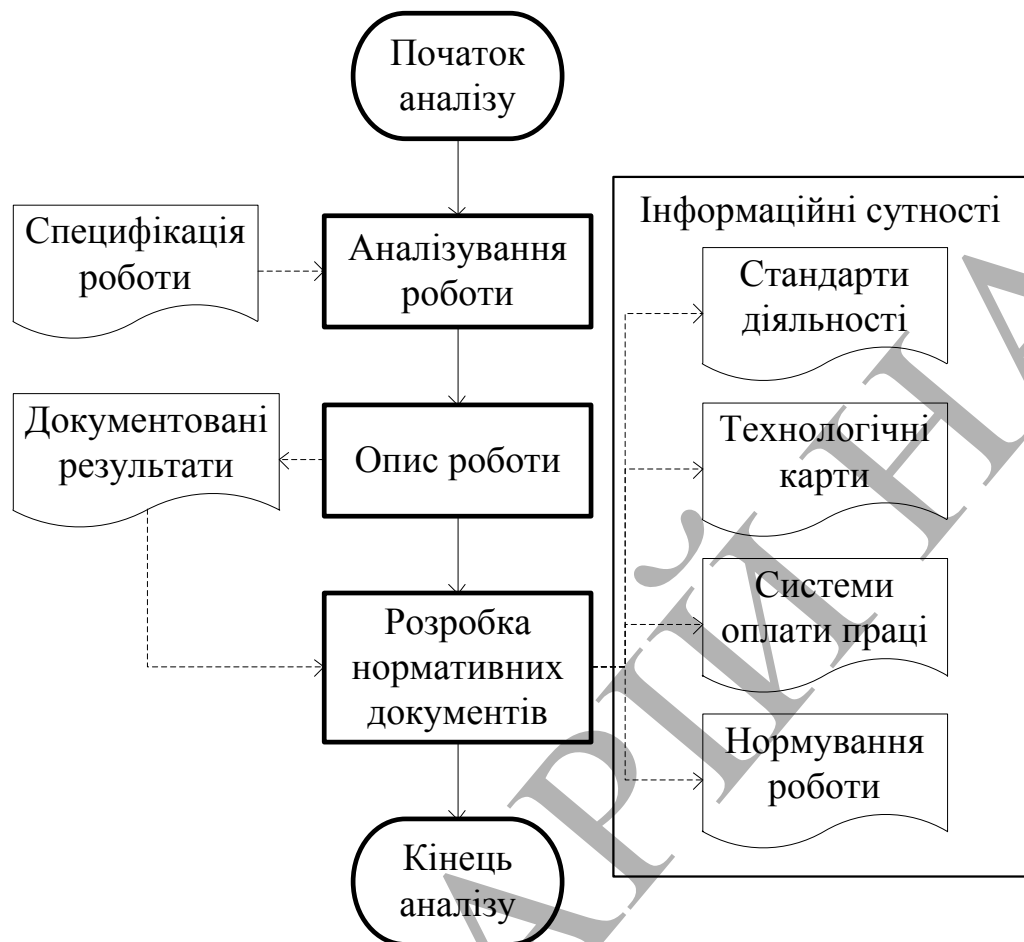 Початок
аналізу
Специфікація
роботи
Аналізування
роботи
Інформаційні сутності
Стандарти
діяльності
Документовані
результати
Опис роботи
Технологічні
карти
Розробка
нормативних
документів
Системи
оплати праці
Нормування
роботи
Кінець
аналізу